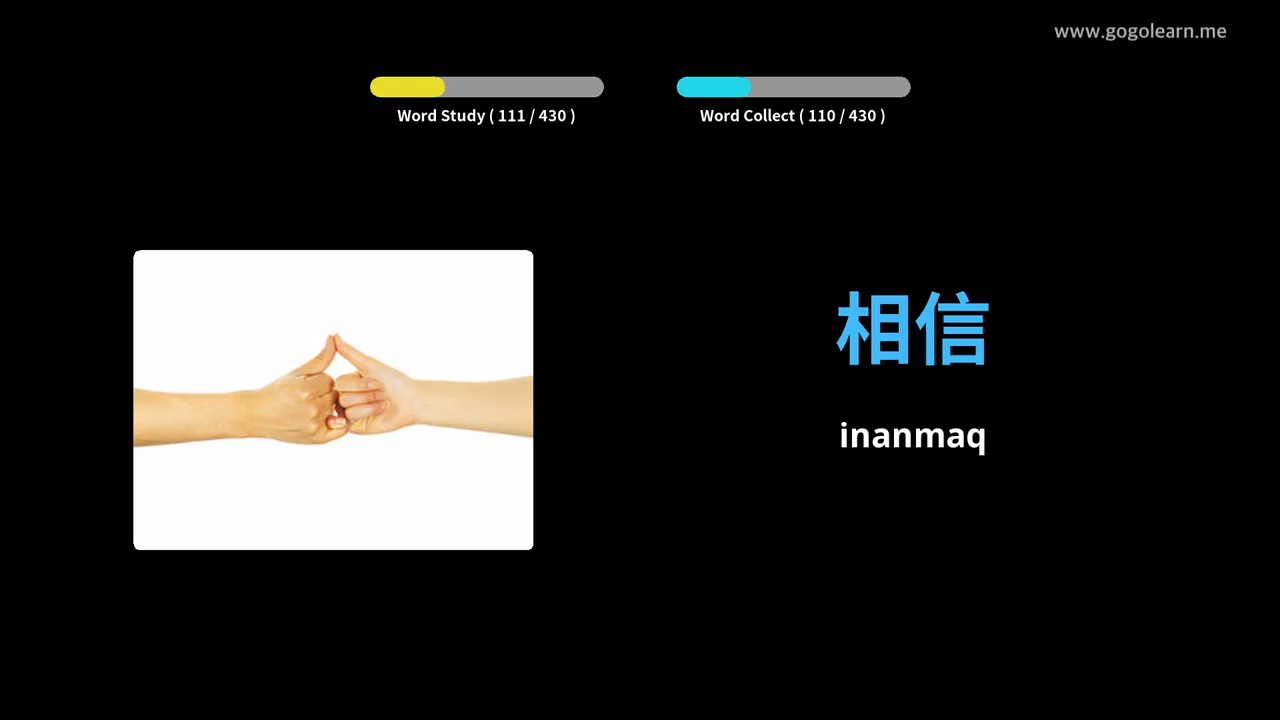 www.gogolearn.me
Word Study ( 111 / 430 )
Word Collect ( 110 / 430 )
相信
inanmaq